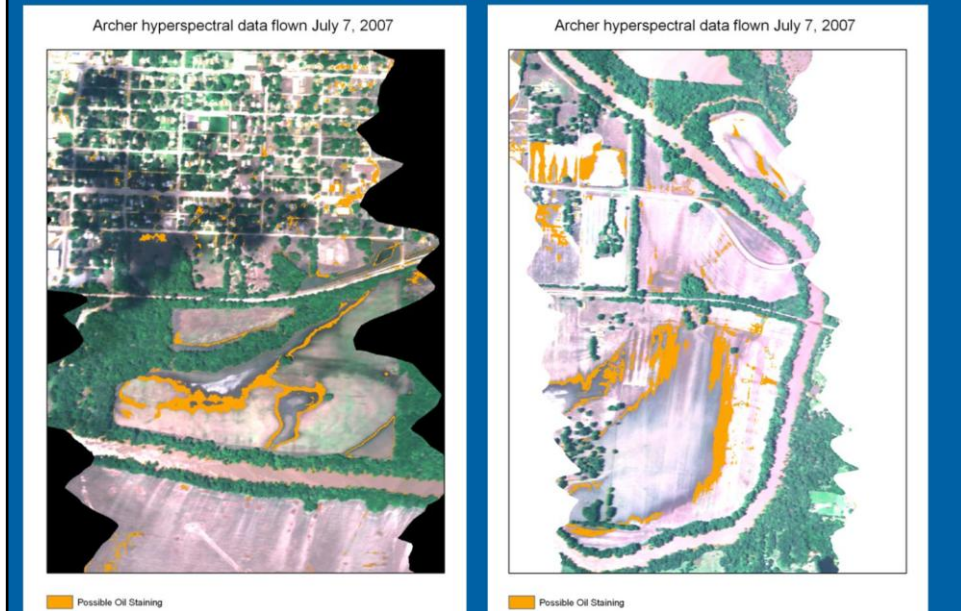 Archer hyperspectral data flown July 7, 2007
Archer hyperspectral data flown July 7, 2007
Possible Oil Staining
Possible Oil Staining